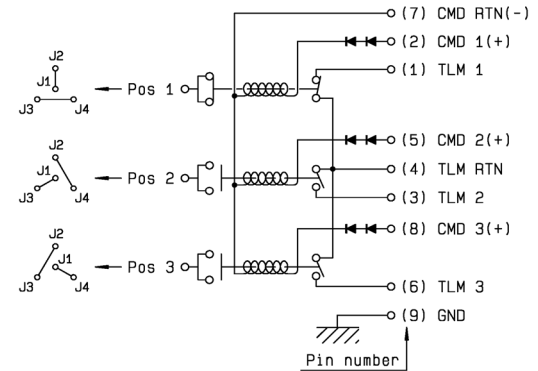 (7) CMD RTN(-)
(2) CMD 1(+)
(1) TLM 1
J2
J1
J3
J4
Pos 1
(5) CMD 2(+)
(4) TLM RTN
(3) TLM 2
J2
J1
J3
J4
Pos 2
(8) CMD 3(+)
J2
J1
J3
J4
Pos 3
(6) TLM 3
(9) GND
Pin number